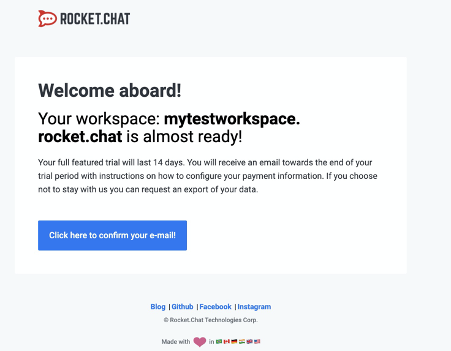 ROCKET.CHAT
Welcome aboard!
Your workspace: mytestworkspace.
rocket.chat is almost ready!
Your full featured trial will last 14 days. You will receive an email towards the end of your
trial period with instructions on how to configure your payment information. If you choose
not to stay with us you can request an export of your data.
Click here to confirm your e-mail!
Blog | Github | Facebook | Instagram
© Rocket.Chat Technologies Corp.
Made with in